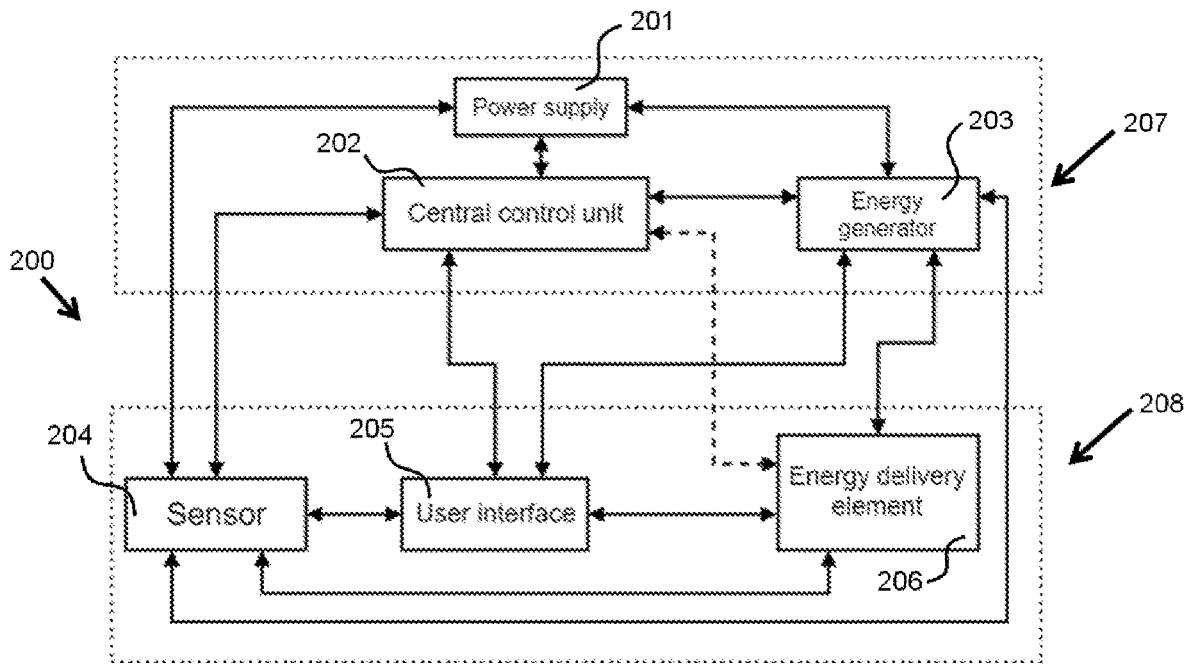 201
Power supply
203
207
202
Central control unit
Energy
generator
200
208
204
205
Sensor
User interface
Energy delivery
element
206